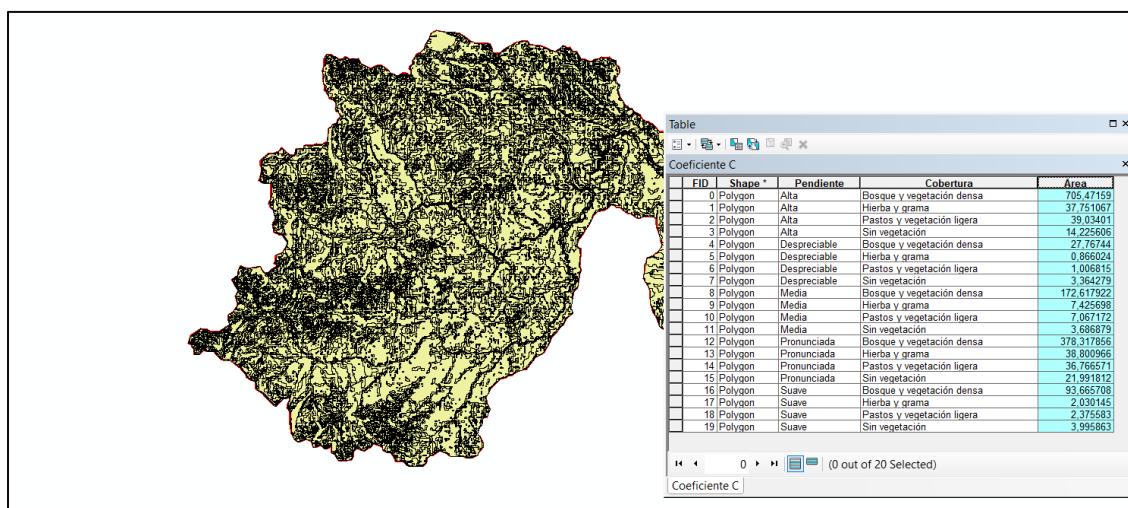 Table
Coeficiente C
FID Shape * Pendiente Cobertura Área
0 Polygon Alta Bosque y vegetación densa 705,47159
1 Polygon Alta Hierba y grama 37,751067
2 Polygon Alta Pastos y vegetación ligera 39,03401
3 Polygon Alta Sin vegetación 14,225606
4 Polygon Despreciable Bosque y vegetación densa 27,76744
5 Polygon Despreciable Hierba y grama 0,866024
6 Polygon Despreciable Pastos y vegetación ligera 1,006815
7 Polygon Despreciable Sin vegetación 3,364279
8 Polygon Media Bosque y vegetación densa 172,617922
9 Polygon Media Hierba y grama 7,425698
10 Polygon Media Pastos y vegetación ligera 7,067172
11 Polygon Media Sin vegetación 3,686879
12 Polygon Pronunciada Bosque y vegetación densa 378,317856
13 Polygon Pronunciada Hierba y grama 38,800966
14 Polygon Pronunciada Pastos y vegetación ligera 36,766571
15 Polygon Pronunciada Sin vegetación 21,991812
16 Polygon Suave Bosque y vegetación densa 93,665708
17 Polygon Suave Hierba y grama 2,030145
18 Polygon Suave Pastos y vegetación ligera 2,375583
19 Polygon Suave Sin vegetación 3,995863
0 (0 out of 20 Selected)
Coeficiente C